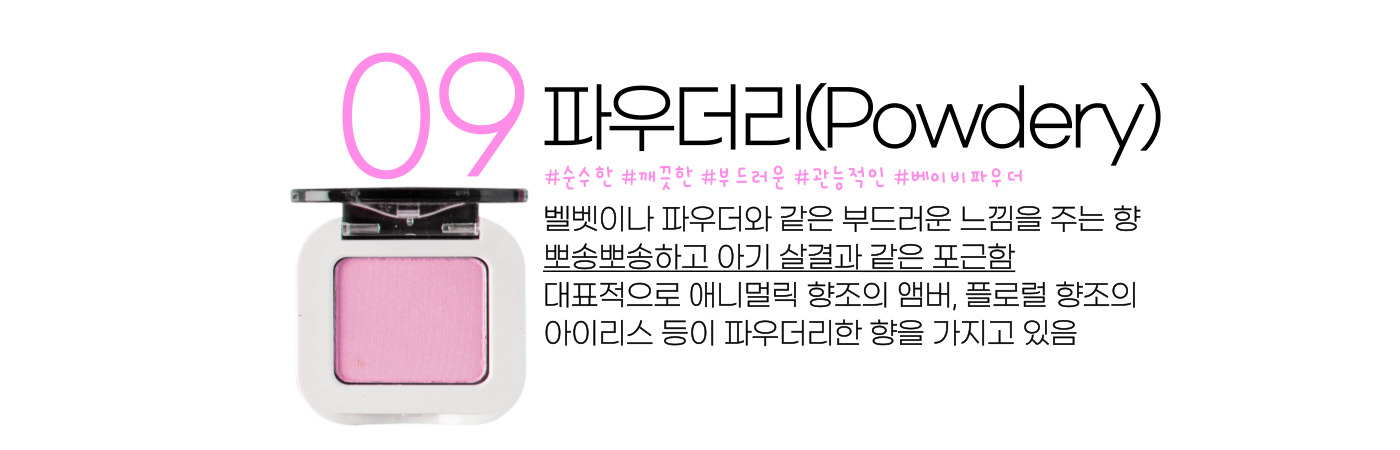 09 파우더리(Powdery)
#순수한 #깨끗한 #부드러운 #관능적인 #베이비파우더
벨벳이나 파우더와 같은 부드러운 느낌을 주는 향
뽀송뽀송하고 아기 살결과 같은 포근함
대표적으로 애니멀릭 향조의 앰버, 플로럴 향조의
아이리스 등이 파우더리한 향을 가지고 있음